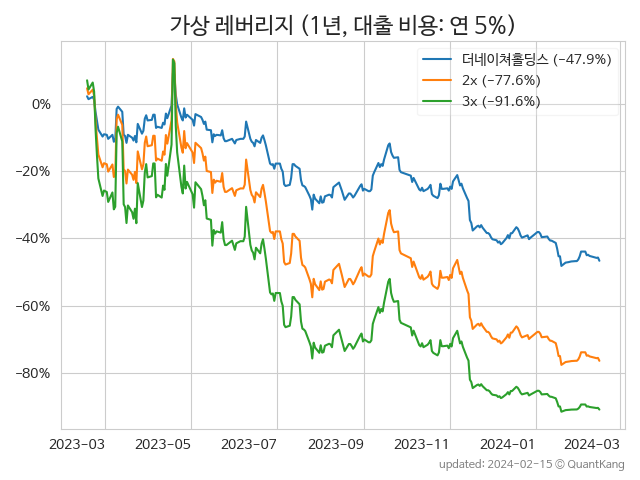 가상 레버리지 (1년, 대출 비용: 연 5%)
더네이쳐홀딩스 (−47.9%)
2x (−77.6%)
3x (−91.6%)
0%
−20%
−40%
−60%
−80%
2023-03 2023-05 2023-07 2023-09 2023-11 2024-01 2024-03
updated: 2024-02-15 © QuantKang